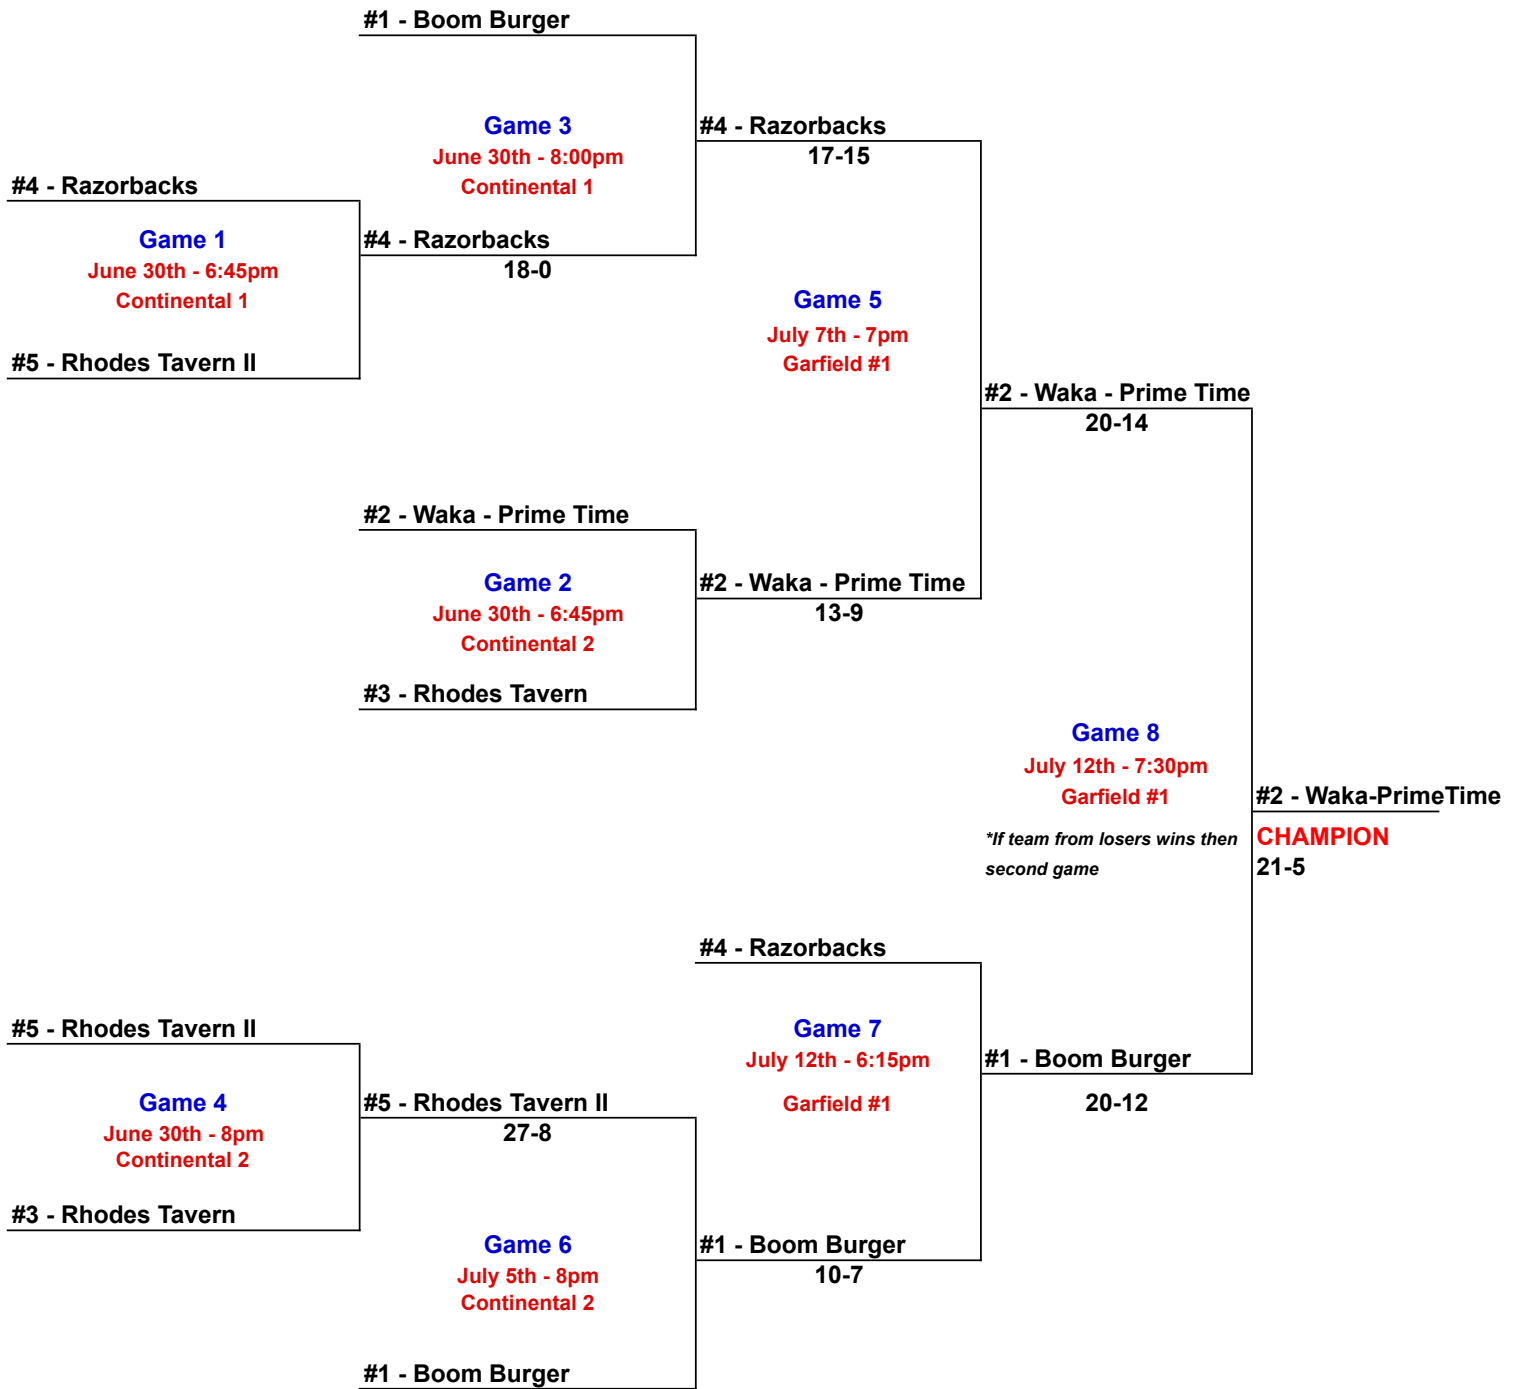 #1 - Boom Burger
Game 3
June 30th - 8:00pm
Continental 1
#4 - Razorbacks
17-15
#4 - Razorbacks
Game 1
June 30th - 6:45pm
Continental 1
#4 - Razorbacks
18-0
#5 - Rhodes Tavern II
Game 5
July 7th - 7pm
Garfield #1
#2 - Waka - Prime Time
20-14
#2 - Waka - Prime Time
Game 2
June 30th - 6:45pm
Continental 2
#2 - Waka - Prime Time
13-9
#3 - Rhodes Tavern
Game 8
July 12th - 7:30pm
Garfield #1
*If team from losers wins then
second game
#2 - Waka-PrimeTime
CHAMPION
21-5
#4 - Razorbacks
#5 - Rhodes Tavern II
Game 7
July 12th - 6:15pm
Garfield #1
#1 - Boom Burger
20-12
Game 4
June 30th - 8pm
Continental 2
#5 - Rhodes Tavern II
27-8
#3 - Rhodes Tavern
Game 6
July 5th - 8pm
Continental 2
#1 - Boom Burger
10-7
#1 - Boom Burger